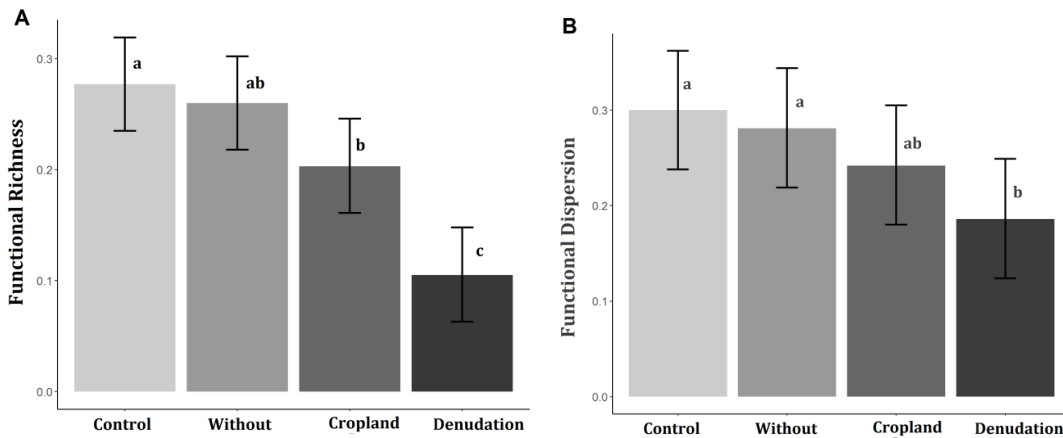 A
Functional Richness
0.3
0.2
0.1
0.0
a
ab
b
c
Control Without Cropland Denudation
B
Functional Dispersion
0.3
0.2
0.1
0.0
a
a
ab
b
Control Without Cropland Denudation